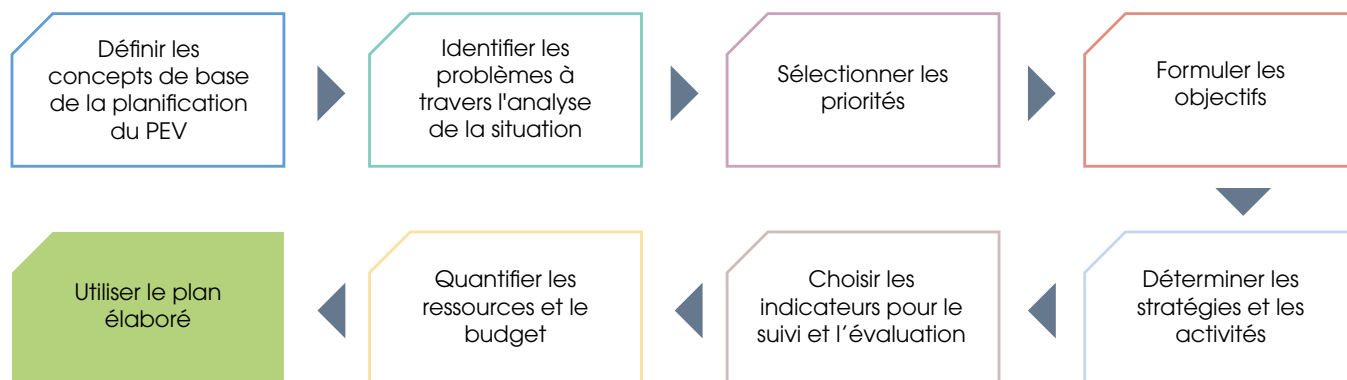 Définir les
concepts de base
de la planification
du PEV
Identifier les
problèmes à
travers l'analyse
de la situation
Sélectionner les
priorités
Formuler les
objectifs
Déterminer les
stratégies et les
activités
Choisir les
indicateurs pour le
suivi et l’évaluation
Quantifier les
ressources et le
budget
Utiliser le plan
élaboré